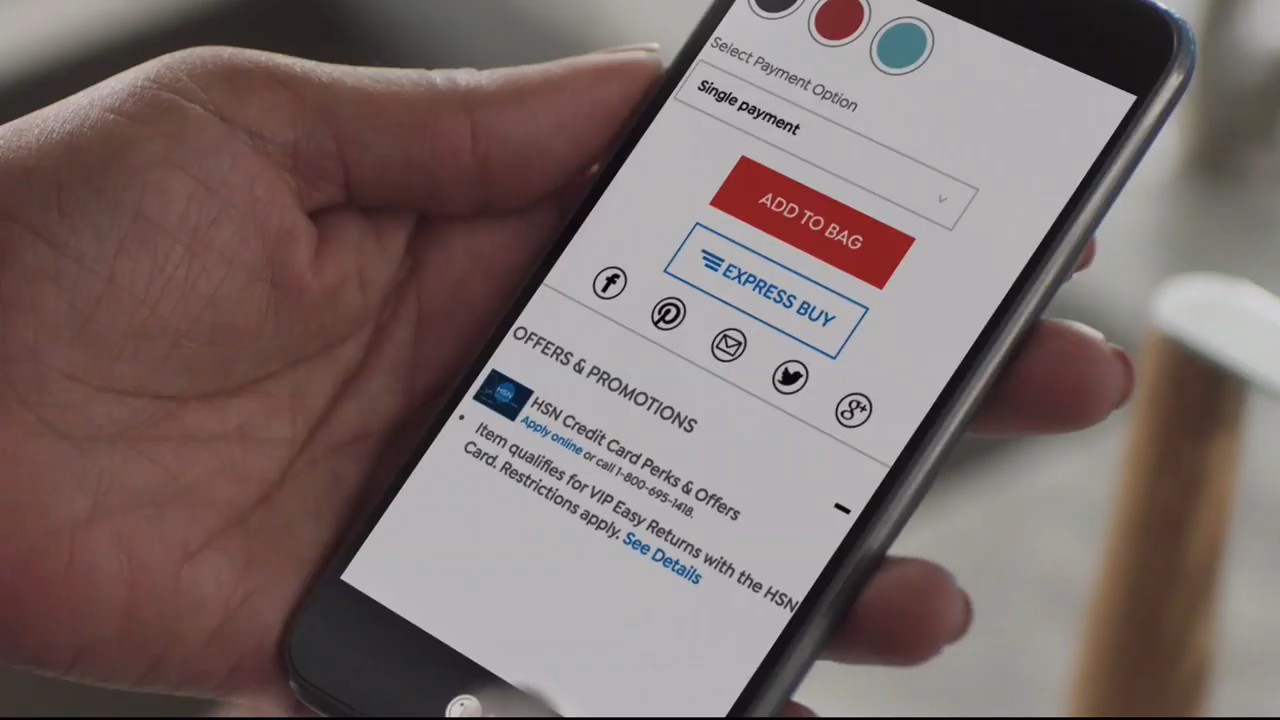 Select Payment Option
Single payment
ADD TO BAG
EXPRESS BUY
OFFERS & PROMOTIONS
HSN
HSN Credit Card Perks & Offers
Apply online or call 1-800-695-1418.
• Item qualifies for VIP Easy Returns with the HSN
Card. Restrictions apply. See Details